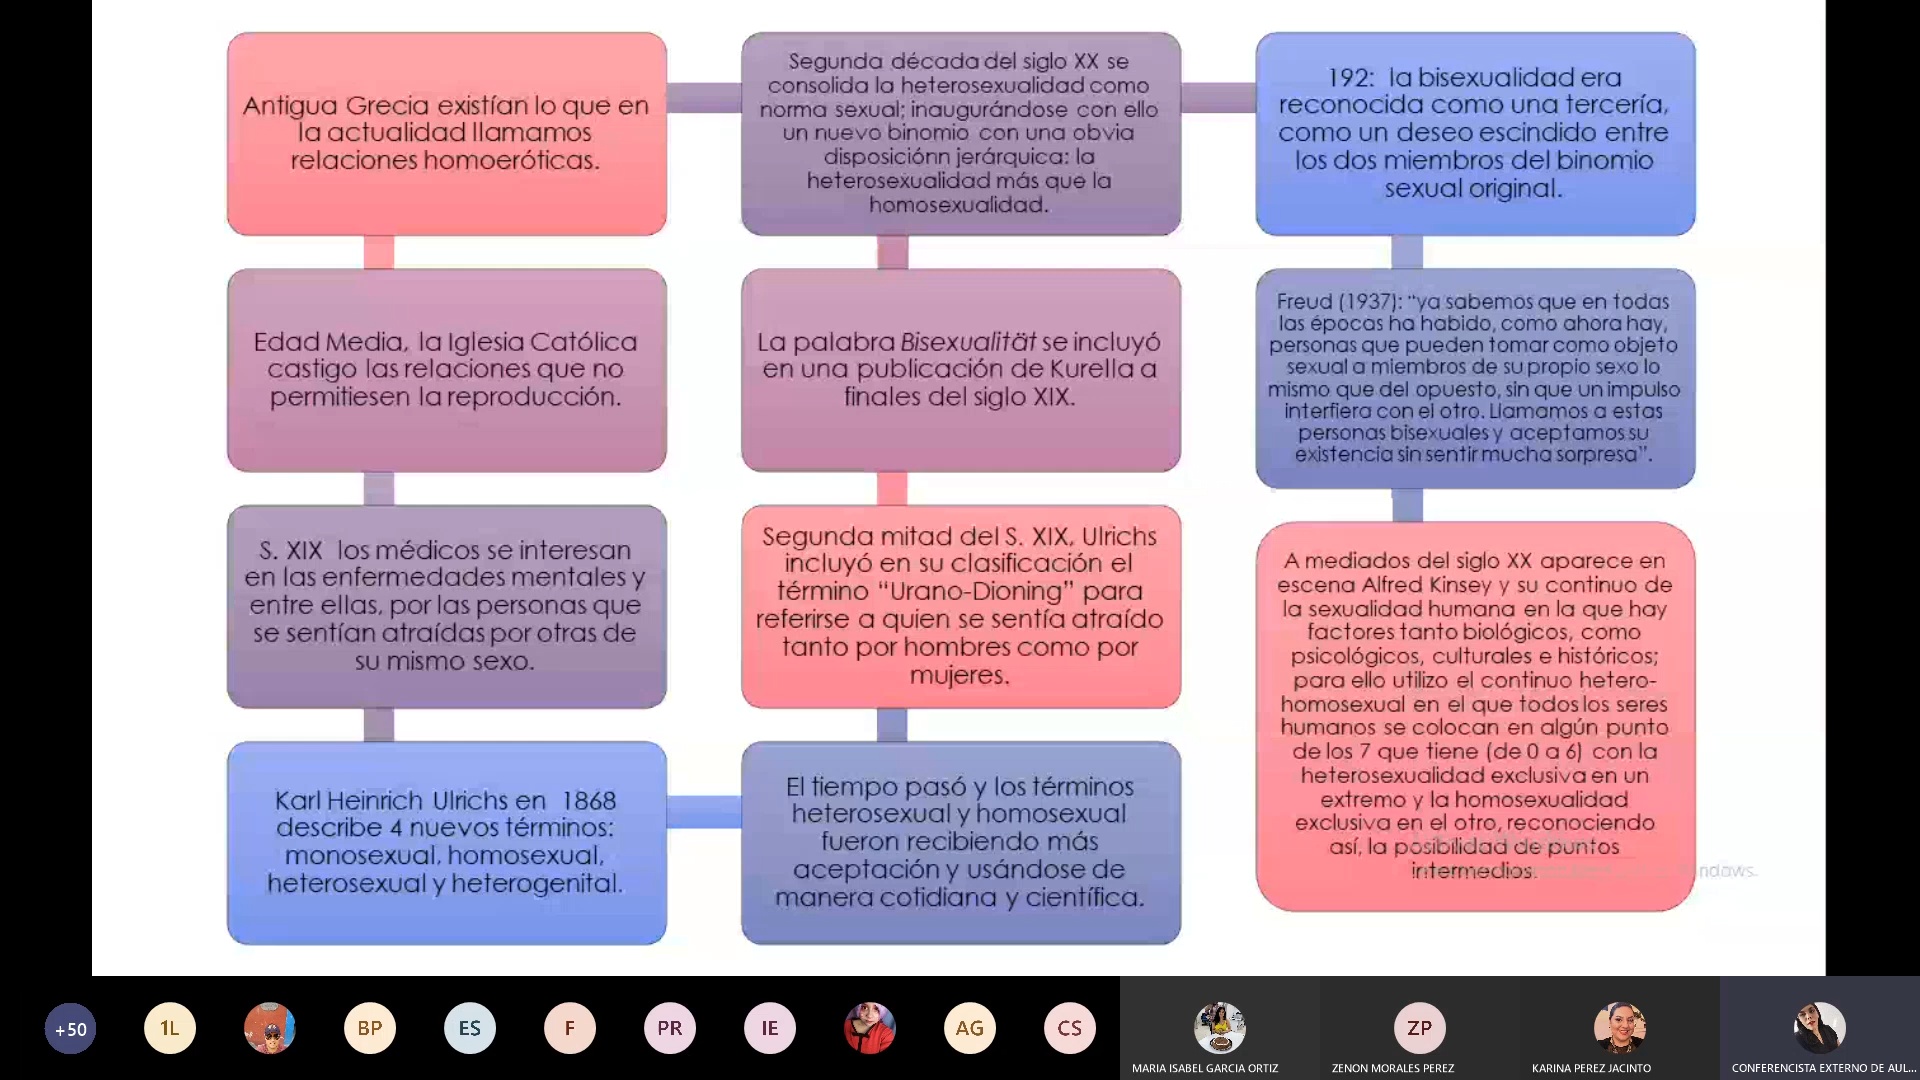 Antigua Grecia existían lo que en
la actualidad llamamos
relaciones homoeróticas.
Edad Media, la Iglesia Católica
castigo las relaciones que no
permitiesen la reproducción.
S. XIX los médicos se interesan
en las enfermedades mentales y
entre ellas, por las personas que
se sentían atraídas por otras de
su mismo sexo.
Karl Heinrich Ulrichs en 1868
describe 4 nuevos términos:
monosexual, homosexual,
heterosexual y heterogenital.
El tiempo pasó y los términos
heterosexual y homosexual
fueron recibiendo más
aceptación y usándose de
manera cotidiana y científica.
Segunda mitad del S. XIX, Ulrichs
incluyó en su clasificación el
término “Urano-Dioning” para
referirse a quien se sentía atraído
tanto por hombres como por
mujeres.
La palabra Bisexualität se incluyó
en una publicación de Kurella a
finales del siglo XIX.
Segunda década del siglo XX se
consolida la heterosexualidad como
norma sexual; inaugurándose con ello
un nuevo binomio con una obvia
disposiciónn jerárquica: la
heterosexualidad más que la
homosexualidad.
192: la bisexualidad era
reconocida como una tercería,
como un deseo escindido entre
los dos miembros del binomio
sexual original.
Freud (1937): “ya sabemos que en todas
las épocas ha habido, como ahora hay,
personas que pueden tomar como objeto
sexual a miembros de su propio sexo lo
mismo que del opuesto, sin que un impulso
interfiera con el otro. Llamamos a estas
personas bisexuales y aceptamos su
existencia sin sentir mucha sorpresa”.
A mediados del siglo XX aparece en
escena Alfred Kinsey y su continuo de
la sexualidad humana en la que hay
factores tanto biológicos, como
psicológicos, culturales e históricos;
para ello utilizo el continuo hetero-
homosexual en el que todos los seres
humanos se colocan en algún punto
de los 7 que tiene (de 0 a 6) con la
heterosexualidad exclusiva en un
extremo y la homosexualidad
exclusiva en el otro, reconociendo
así, la posibilidad de puntos
intermedios.
ndows.
+50
1L
BP
ES
F
PR
IE
AG
CS
ZP
MARIA ISABEL GARCIA ORTIZ
ZENON MORALES PEREZ
KARINA PEREZ JACINTO
CONFERENCISTA EXTERNO DE AUL...